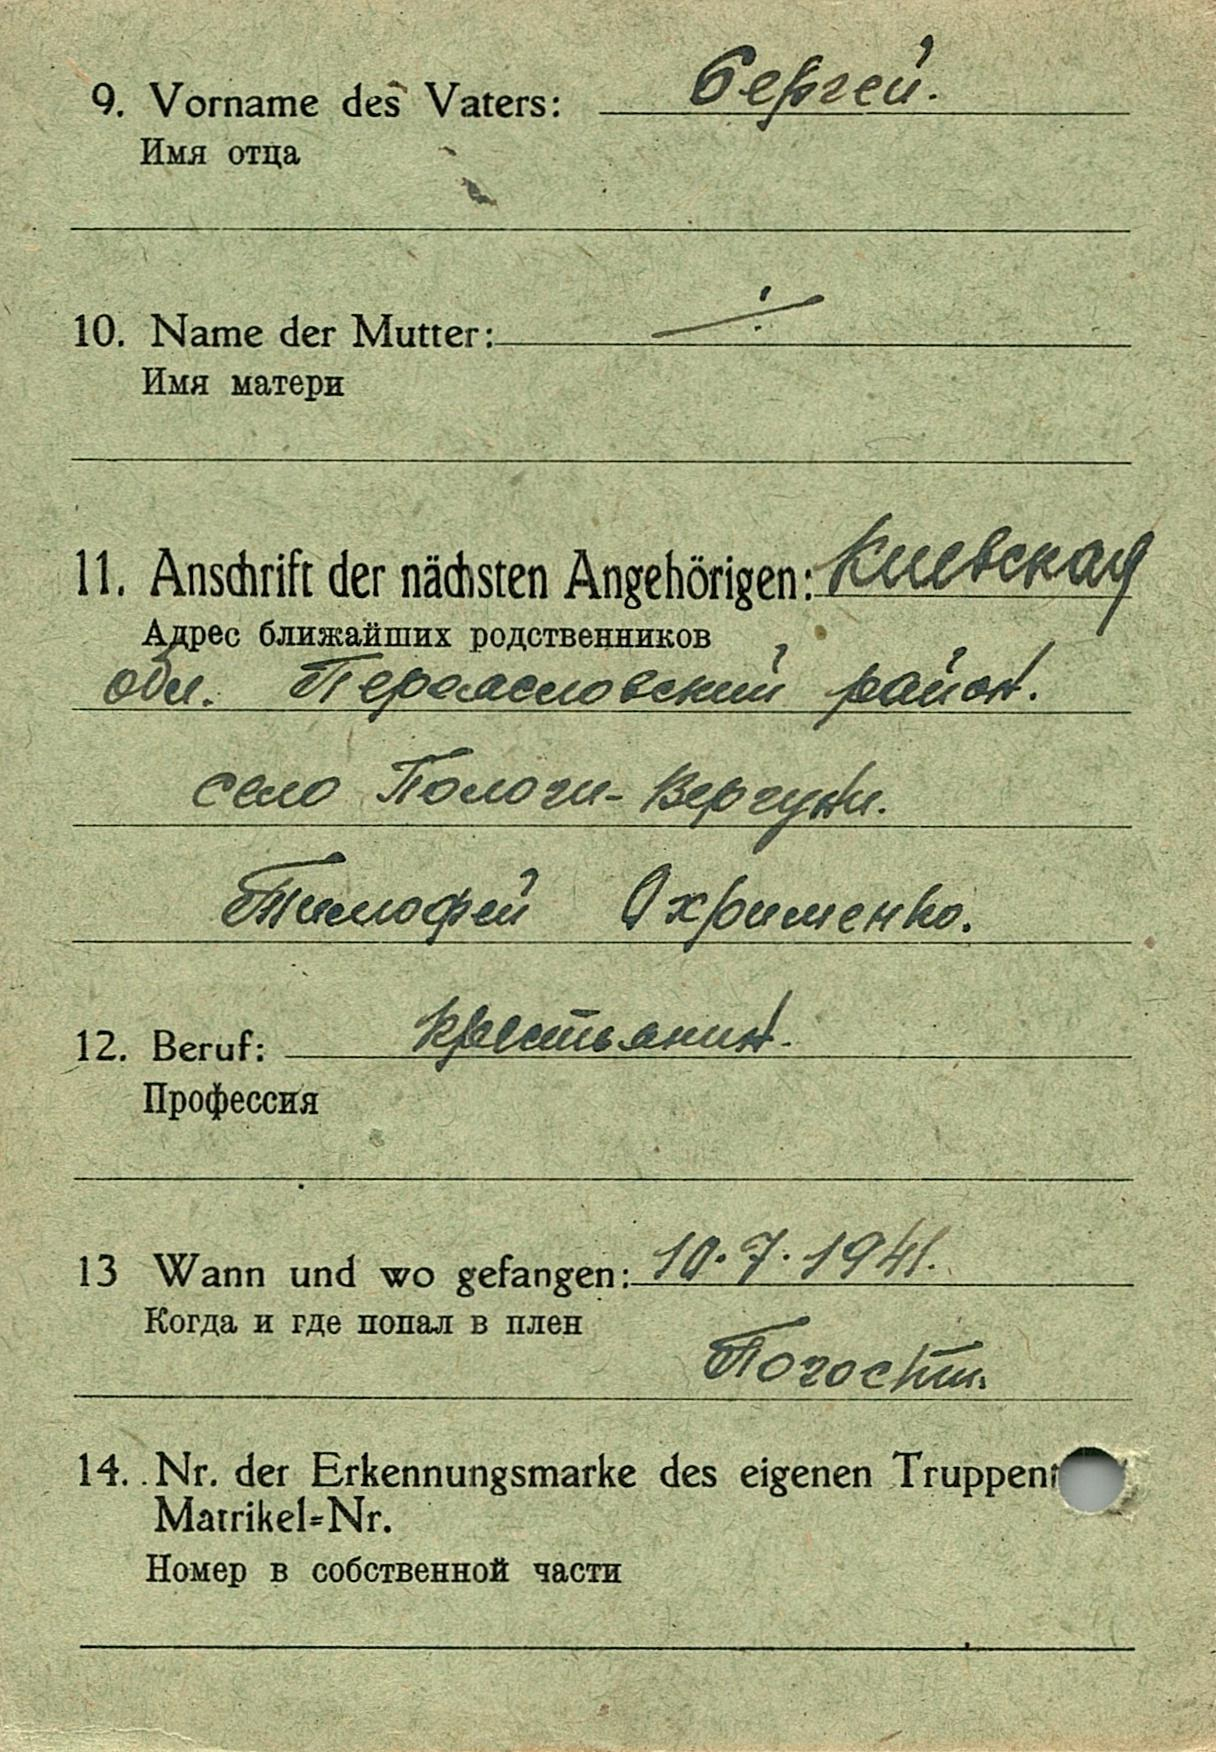 9. Vorname des Vaters: Сергей.
Имя отца
10. Name der Mutter:
Имя матери
11. Anschrift der nächsten Angehörigen: Киевская
Адрес ближайших родственников
обл. Переясловский район.
село Пологи-Вергуны.
Тимофей Охрименко.
12. Beruf: крестьянин.
Профессия
13 Wann und wo gefangen: 10.7.1941.
Когда и где попал в плен
Погости.
14. Nr. der Erkennungsmarke des eigenen Truppent
Matrikel=Nr.
Номер в собственной части